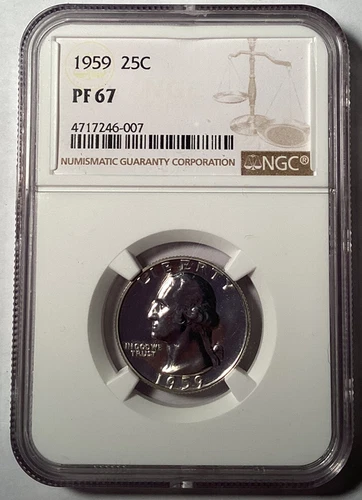 1959 25C
PF 67
4717246-007
NUMISMATIC GUARANTY CORPORATION
NGC®
LIBERTY
IN GOD WE
TRUST
1959